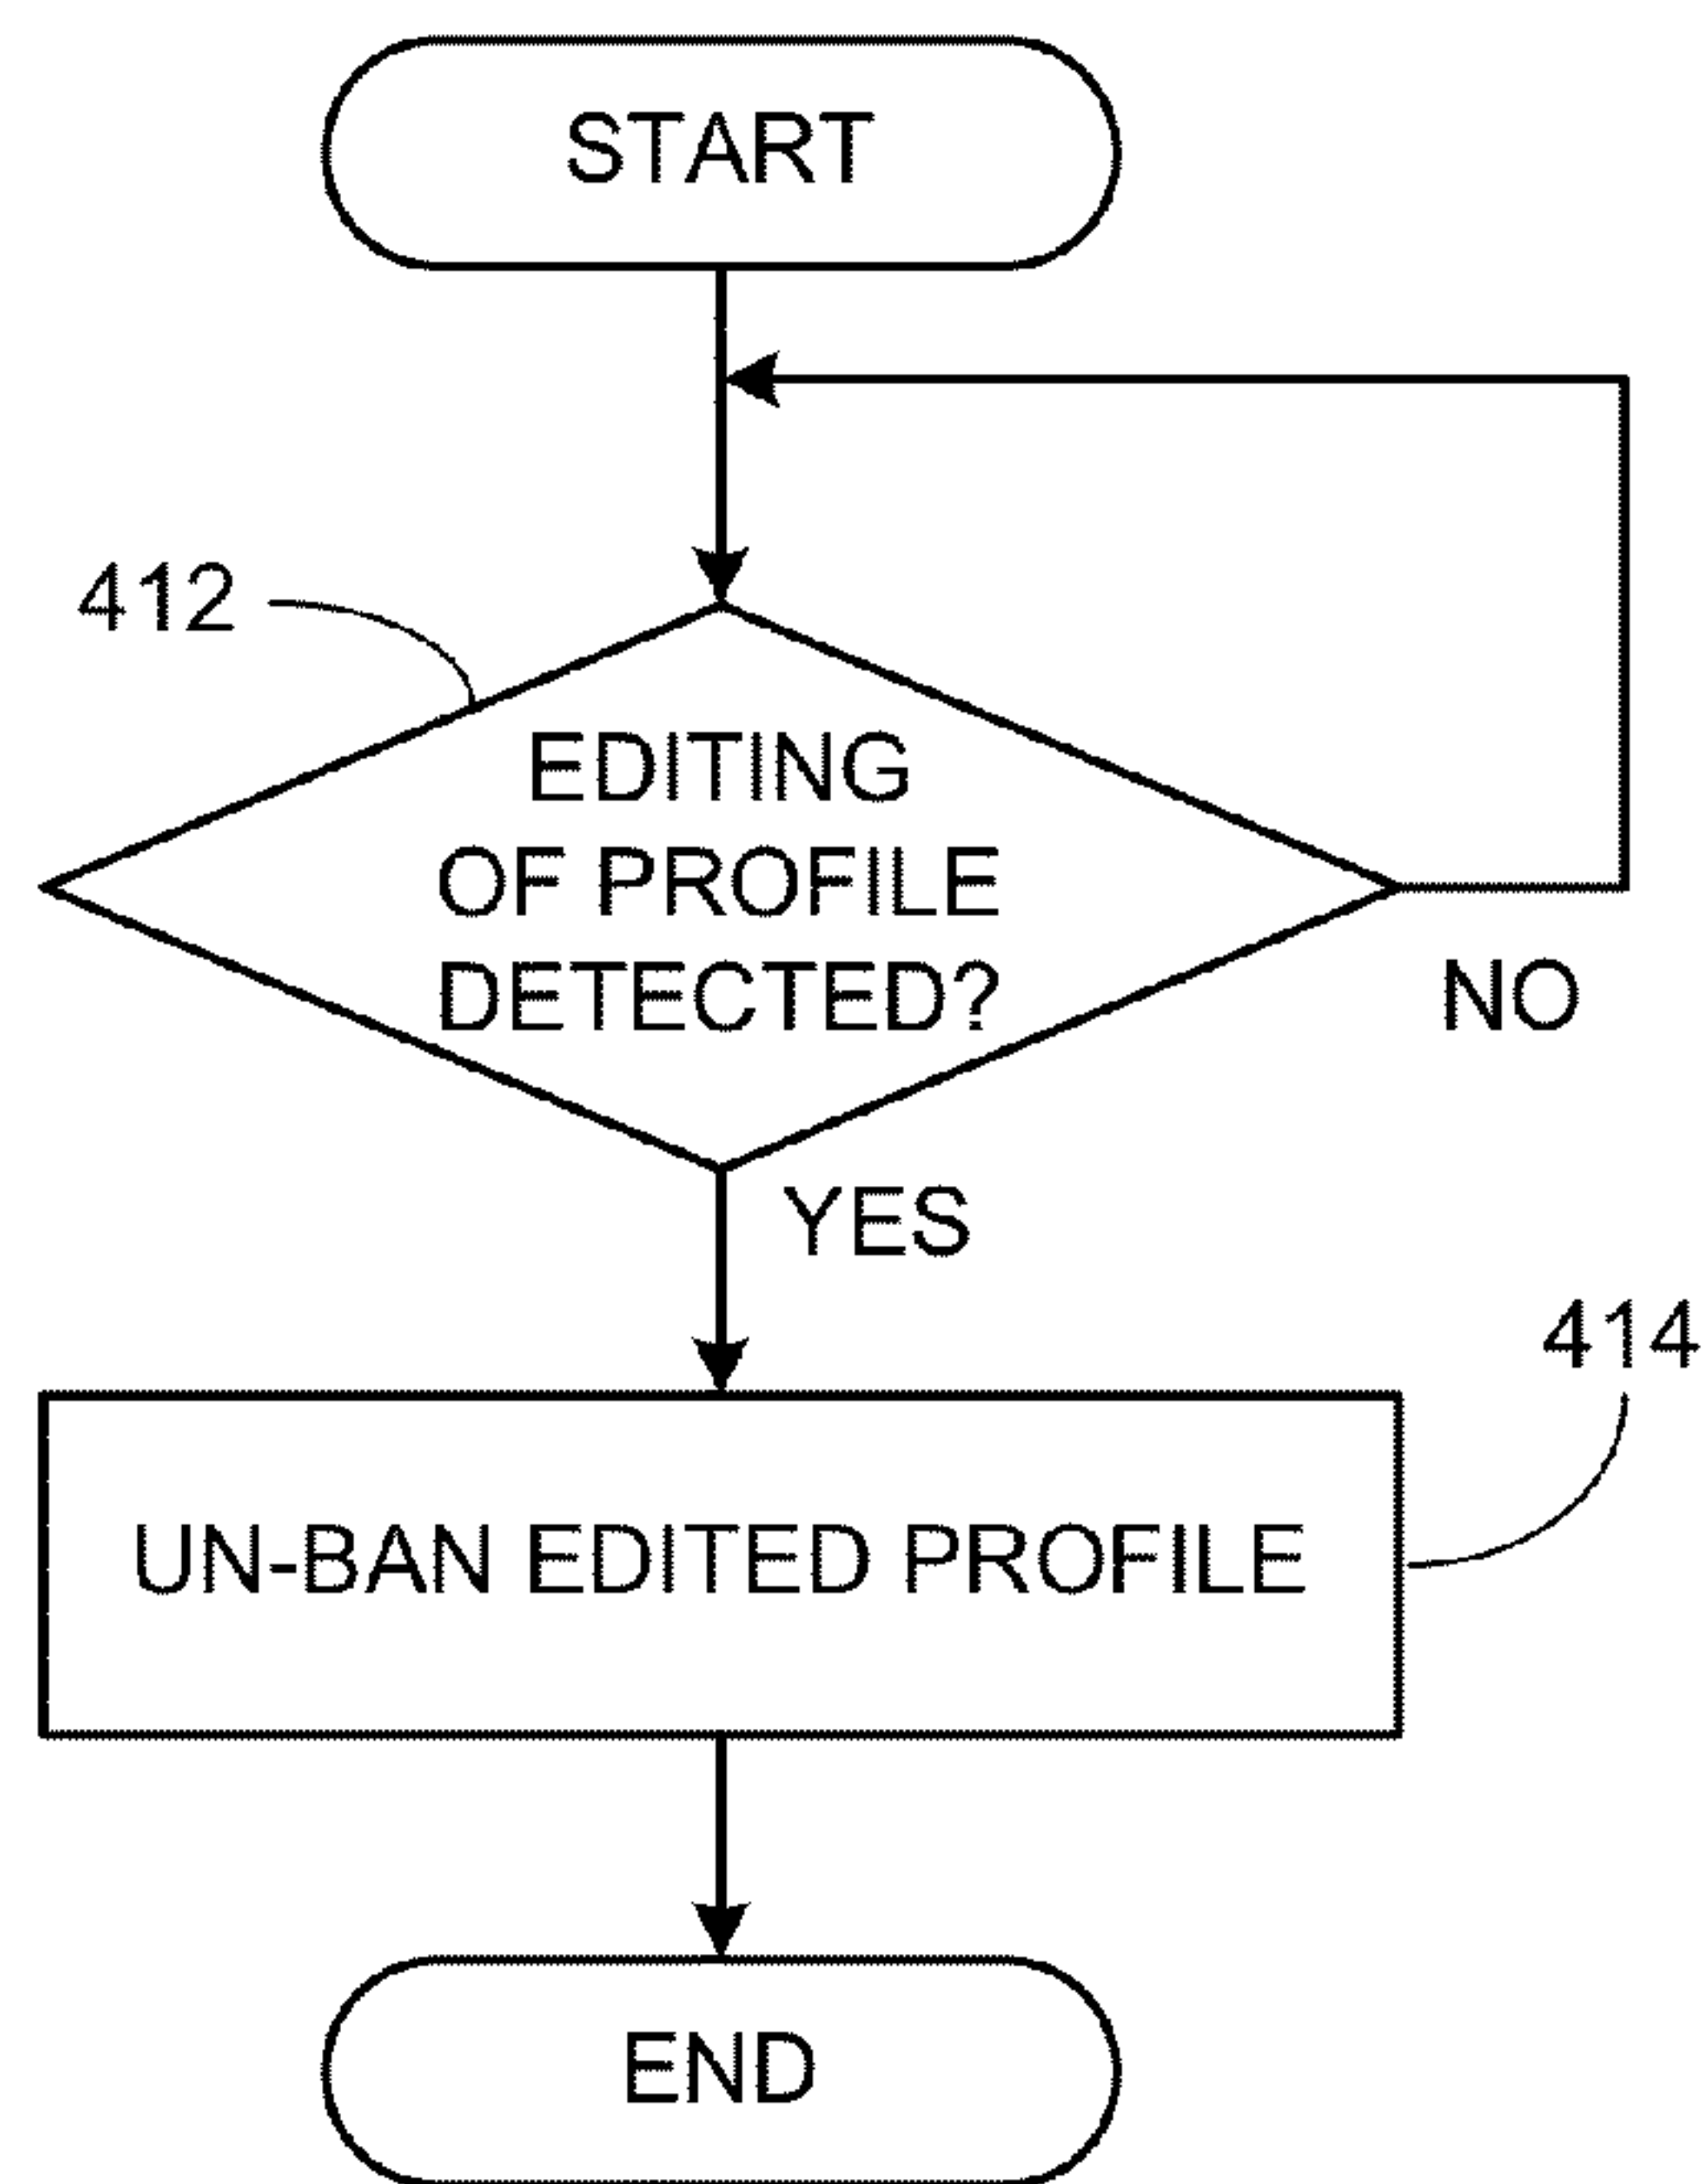 START
412
EDITING
OF PROFILE
DETECTED?
NO
YES
414
UN-BAN EDITED PROFILE
END